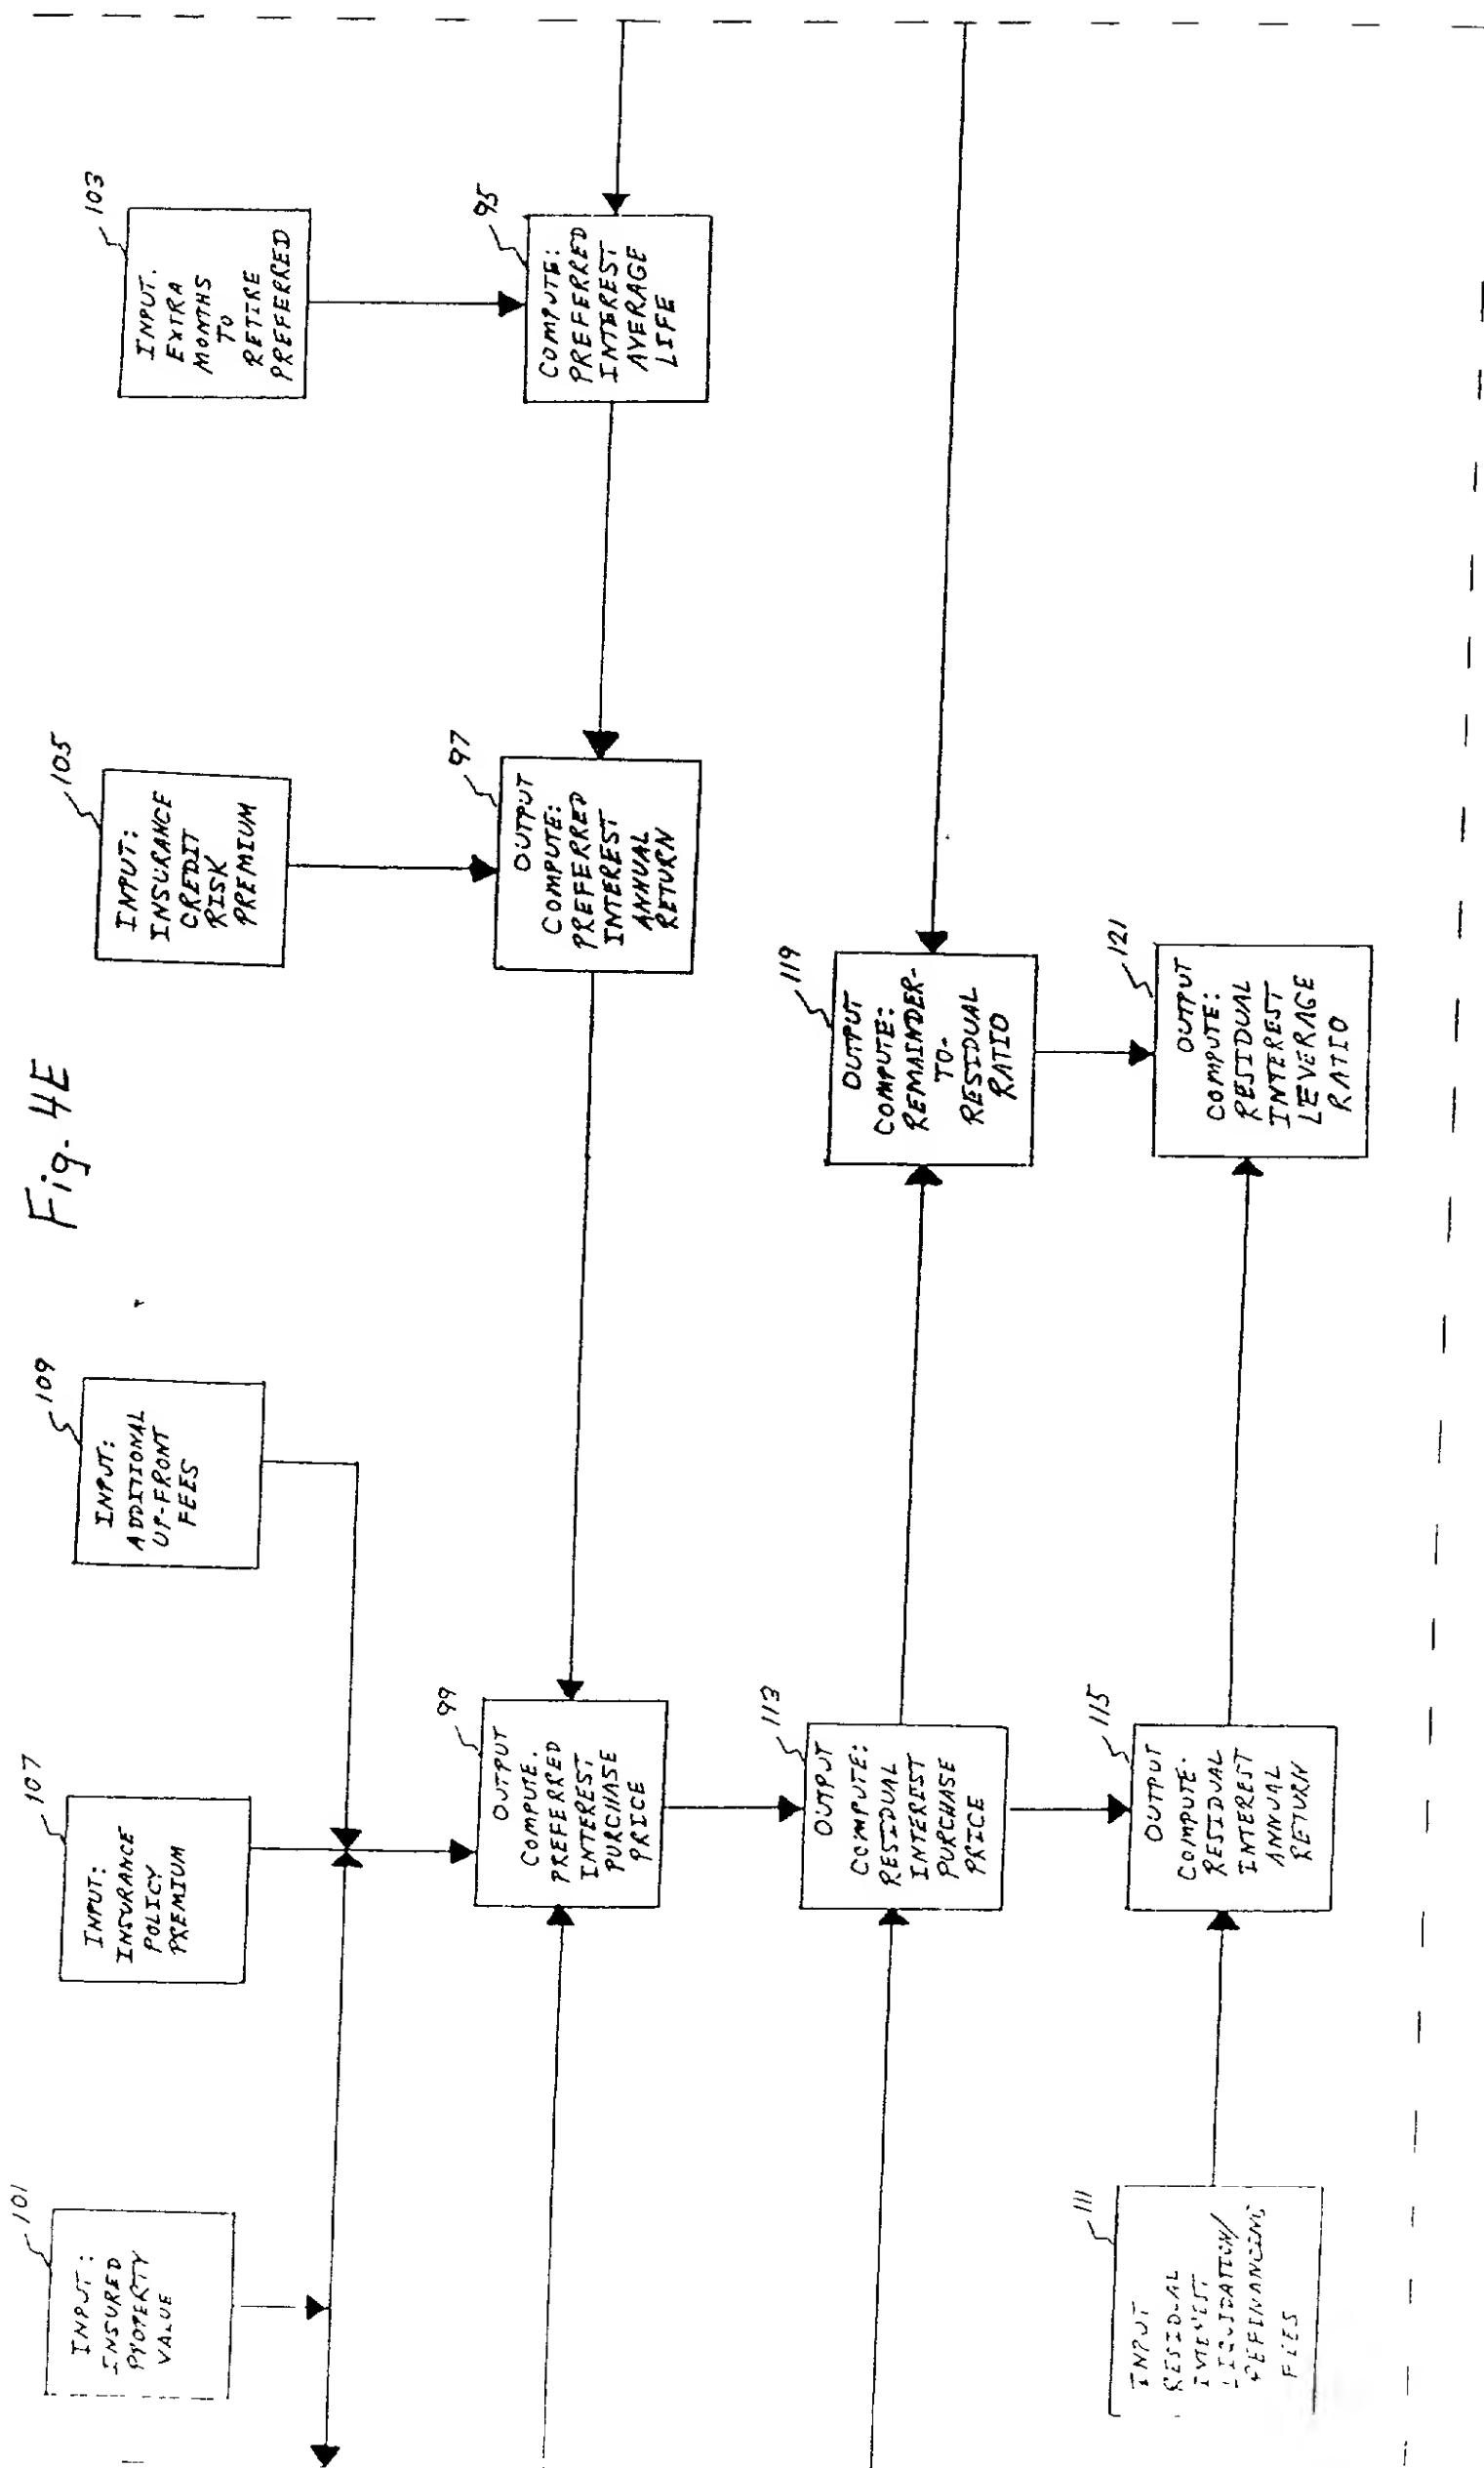 Fig. 4E
101
INPUT:
INSURED
PROPERTY
VALUE
107
INPUT:
INSURANCE
POLICY
PREMIUM
109
INPUT:
ADDITIONAL
UP-FRONT
FEES
105
INPUT:
INSURANCE
CREDIT
RISK
PREMIUM
103
INPUT.
EXTRA
MONTHS
TO
RETIRE
PREFERRED
99
OUTPUT
COMPUTE.
PREFERRED
INTEREST
PURCHASE
PRICE
97
OUTPUT
COMPUTE:
PREFERRED
INTEREST
ANNUAL
RETURN
95
COMPUTE:
PREFERRED
INTEREST
AVERAGE
LIFE
113
OUTPUT
COMPUTE:
RESIDUAL
INTEREST
PURCHASE
PRICE
119
OUTPUT
COMPUTE:
REMAINDER-
TO-
RESIDUAL
RATIO
111
INPUT
RESIDUAL
INTEREST
LIQUIDATION/
REFINANCING
FEES
115
OUTPUT
COMPUTE.
RESIDUAL
INTEREST
ANNUAL
RETURN
121
OUTPUT
COMPUTE:
RESIDUAL
INTEREST
LEVERAGE
RATIO